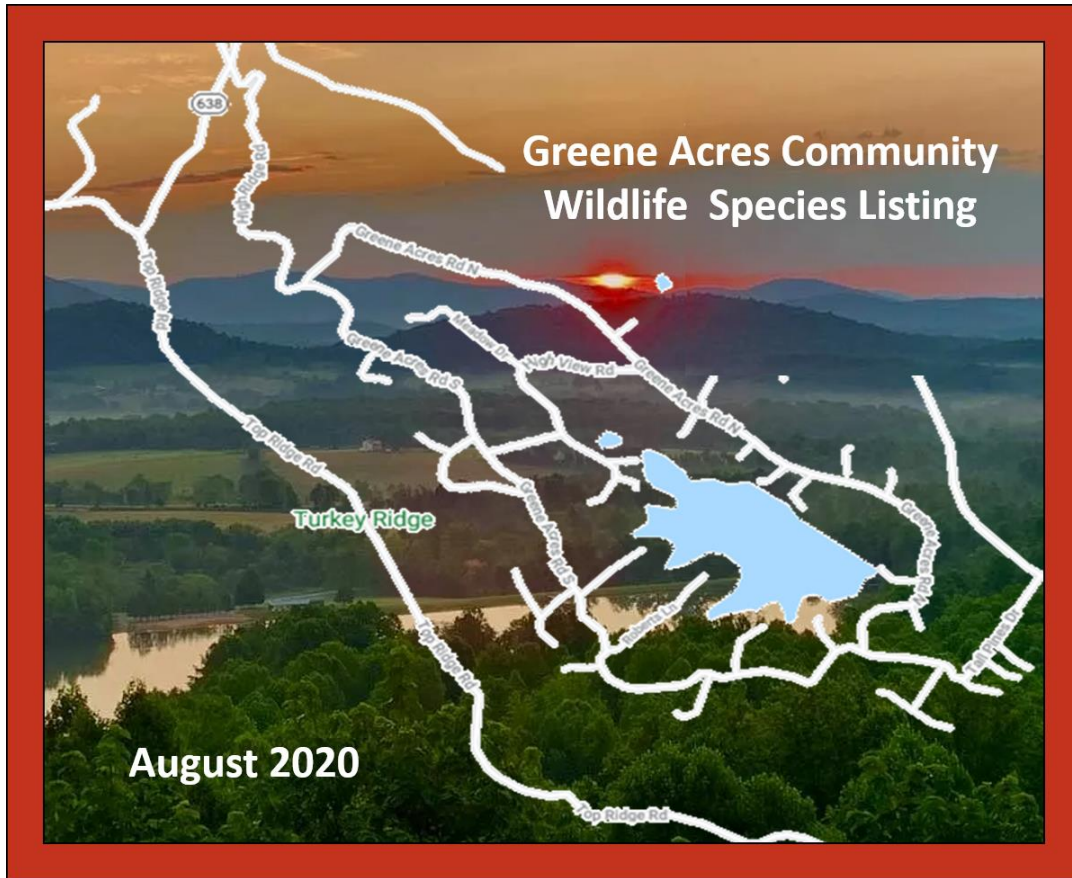 638
Greene Acres Community
Wildlife Species Listing
High Ridge Rd
Greene Acres Rd N
Top Ridge Rd
Meadow Dr
Greene Acres Rd S
High View Rd
Greene Acres Rd N
Top Ridge Rd
Turkey Ridge
Greene Acres Rd S
Greene Acres Rd N
Roberta Ln
Top Ridge Rd
Tall Pines Dr
August 2020
Top Ridge Rd